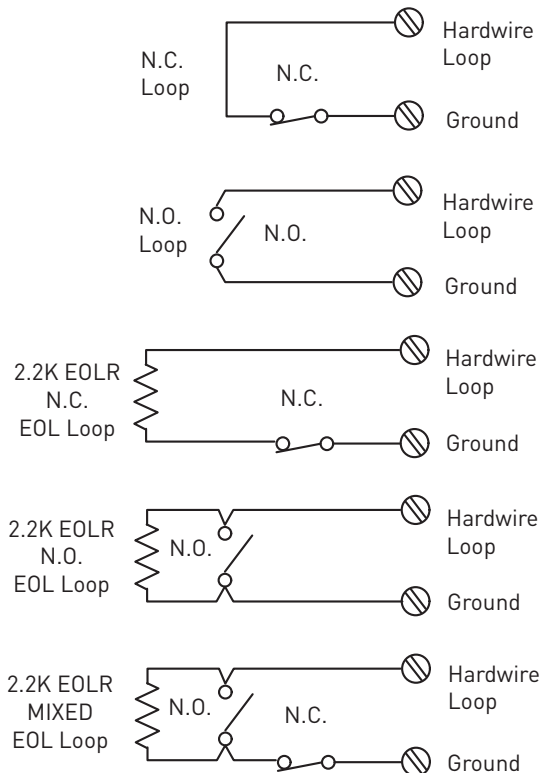 N.C.
Loop
N.C.
Hardwire
Loop
Ground
N.O.
Loop
N.O.
Hardwire
Loop
Ground
2.2K EOLR
N.C.
EOL Loop
N.C.
Hardwire
Loop
Ground
2.2K EOLR
N.O.
EOL Loop
N.O.
Hardwire
Loop
Ground
2.2K EOLR
MIXED
EOL Loop
N.O.
N.C.
Hardwire
Loop
Ground